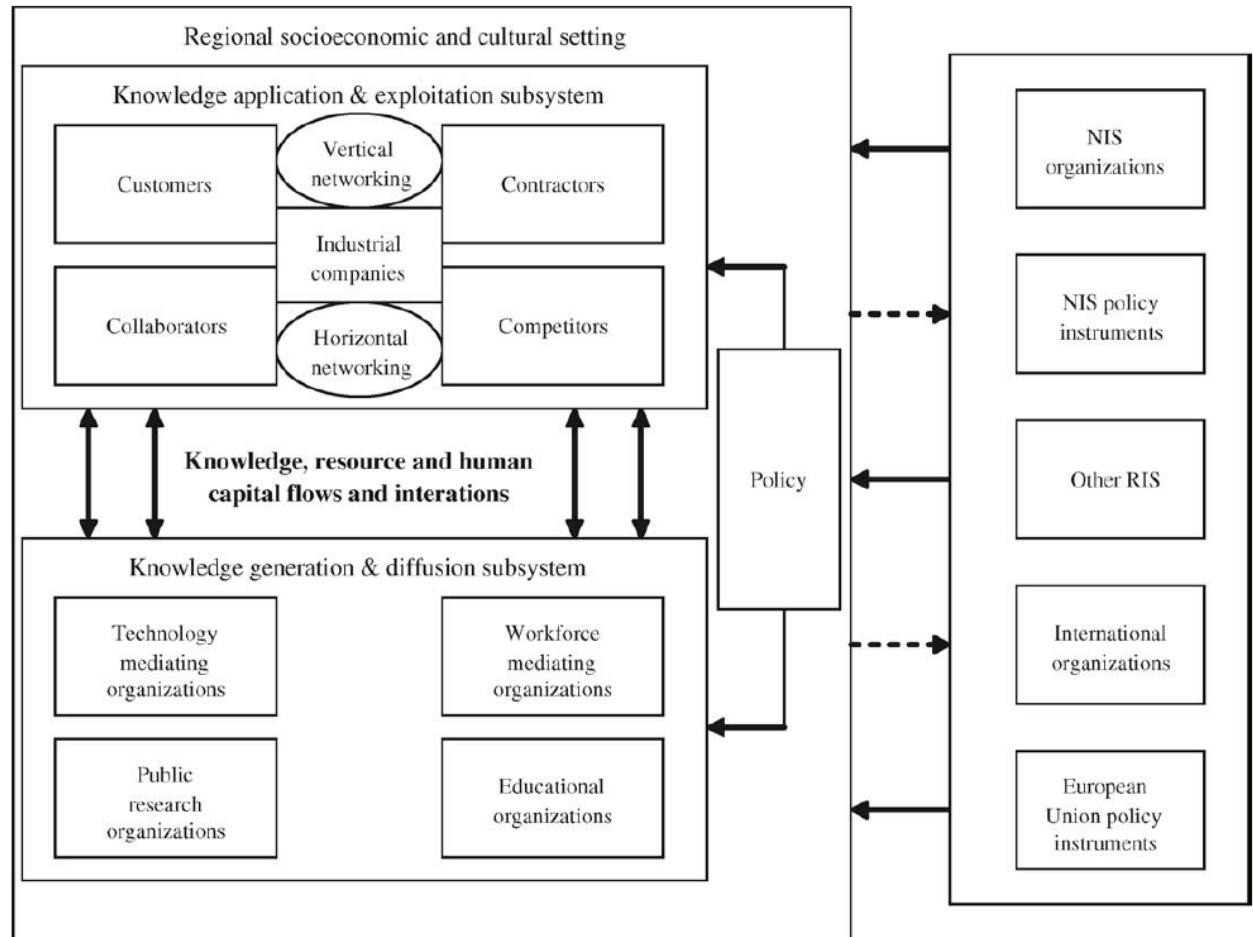 Regional socioeconomic and cultural setting
Knowledge application & exploitation subsystem
Customers
Vertical
networking
Contractors
Industrial
companies
Collaborators
Horizontal
networking
Competitors
Knowledge, resource and human
capital flows and interations
Policy
Knowledge generation & diffusion subsystem
Technology
mediating
organizations
Workforce
mediating
organizations
Public
research
organizations
Educational
organizations
NIS
organizations
NIS policy
instruments
Other RIS
International
organizations
European
Union policy
instruments